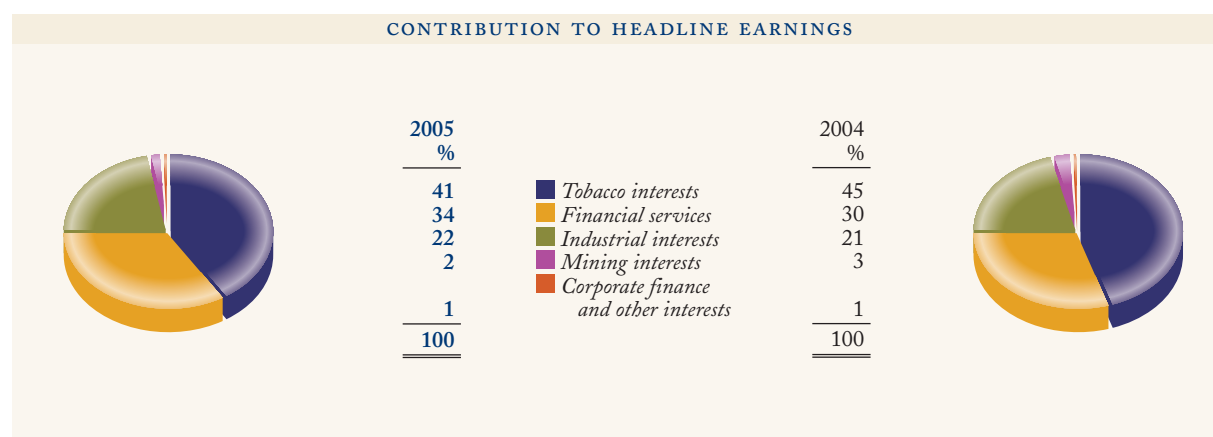 CONTRIBUTION TO HEADLINE EARNINGS
2005 2004
% %
41 Tobacco interests 45
34 Financial services 30
22 Industrial interests 21
2 Mining interests 3
Corporate finance
1 and other interests 1
100 100